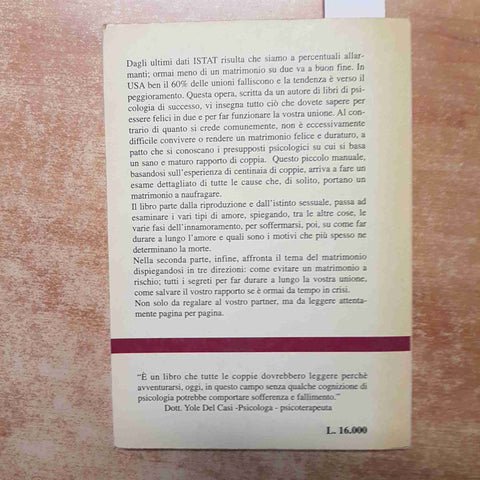 Dagli ultimi dati ISTAT risulta che siamo a percentuali allar-
manti; ormai meno di un matrimonio su due va a buon fine. In
USA ben il 60% delle unioni falliscono e la tendenza è verso il
peggioramento. Questa opera, scritta da un autore di libri di psi-
cologia di successo, vi insegna tutto ciò che dovete sapere per
essere felici in due e per far funzionare la vostra unione. Al con-
trario di quanto si crede comunemente, non è eccessivamente
difficile convivere o rendere un matrimonio felice e duraturo, a
patto che si conoscano i presupposti psicologici su cui si basa
un sano e maturo rapporto di coppia. Questo piccolo manuale,
basandosi sull'esperienza di centinaia di coppie, arriva a fare un
esame dettagliato di tutte le cause che, di solito, portano un
matrimonio a naufragare.
Il libro parte dalla riproduzione e dall'istinto sessuale, passa ad
esaminare i vari tipi di amore, spiegando, tra le altre cose, le
varie fasi dell'innamoramento, per soffermarsi, poi, su come far
durare a lungo l'amore e quali sono i motivi che più spesso ne
determinano la morte.
Nella seconda parte, infine, affronta il tema del matrimonio
dispiegandosi in tre direzioni: come evitare un matrimonio a
rischio; tutti i segreti per far durare a lungo la vostra unione,
come salvare il vostro rapporto se è ormai da tempo in crisi.
Non solo da regalare al vostro partner, ma da leggere attenta-
mente pagina per pagina.
"È un libro che tutte le coppie dovrebbero leggere perchè
avventurarsi, oggi, in questo campo senza qualche cognizione di
psicologia potrebbe comportare sofferenza e fallimento."
Dott. Yole Del Casi -Psicologa - psicoterapeuta
L. 16.000